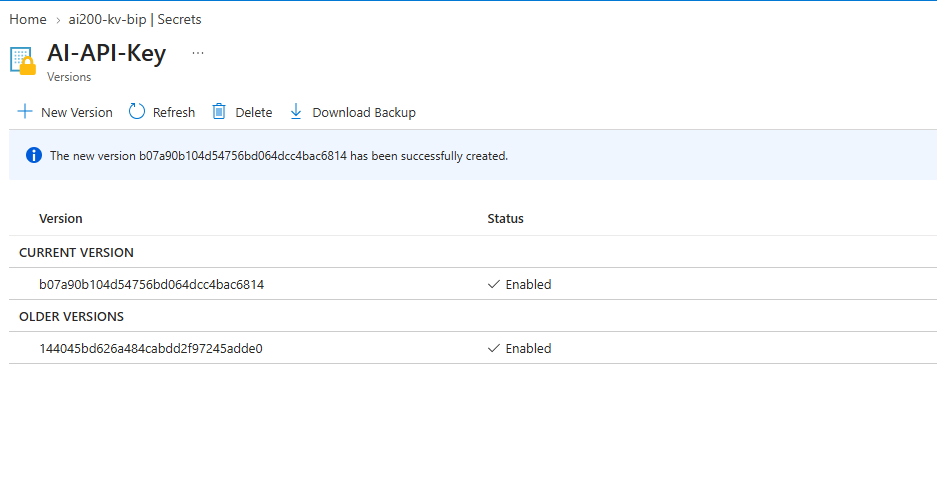 Home > ai200-kv-bip | Secrets
AI-API-Key ...
Versions
New Version Refresh Delete Download Backup
The new version b07a90b104d54756bd064dcc4bac6814 has been successfully created.
Version Status
CURRENT VERSION
b07a90b104d54756bd064dcc4bac6814 Enabled
OLDER VERSIONS
144045bd626a484cabdd2f97245adde0 Enabled